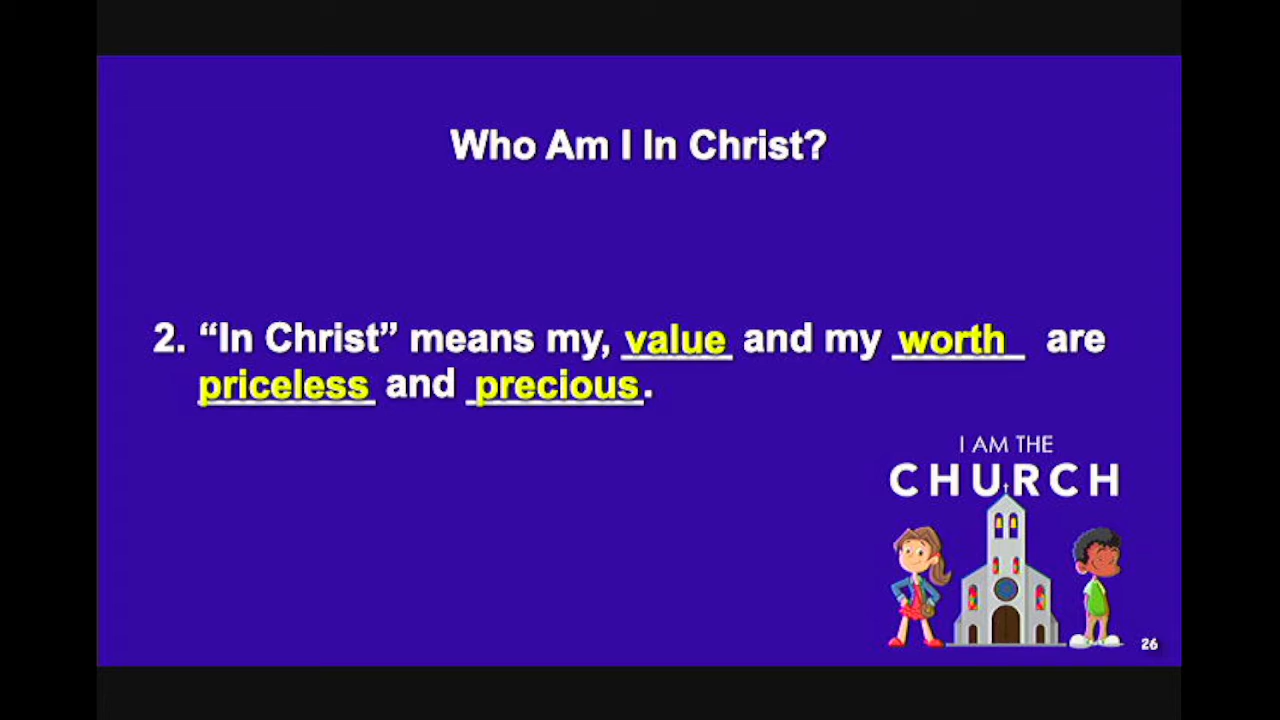 Who Am I In Christ?
2. “In Christ” means my, value and my worth are
priceless and precious.
I AM THE
CHURCH
26